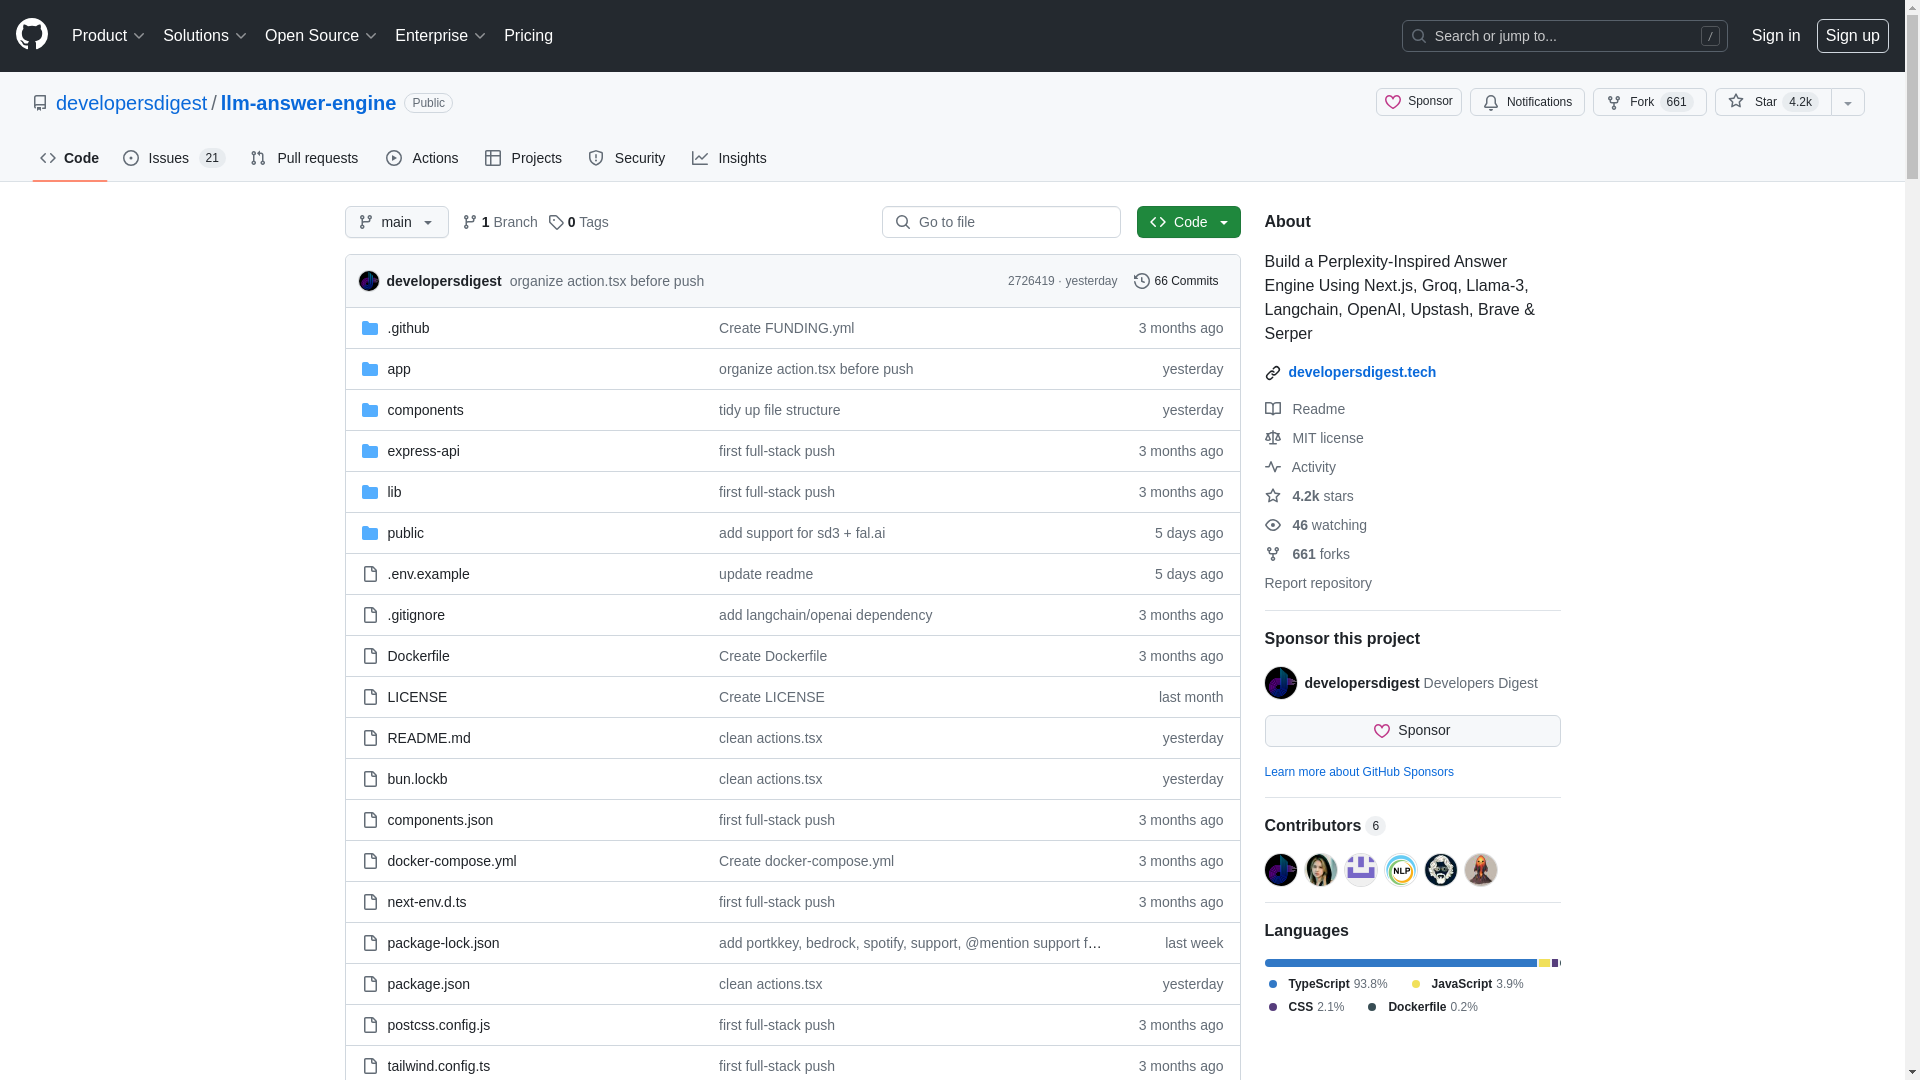 Product Solutions Open Source Enterprise Pricing Search or jump to... / Sign in Sign up
developersdigest / llm-answer-engine Public Sponsor Notifications Fork 661 Star 4.2k
Code Issues 21 Pull requests Actions Projects Security Insights
main 1 Branch 0 Tags Go to file Code
developersdigest organize action.tsx before push 2726419 · yesterday 66 Commits
.github Create FUNDING.yml 3 months ago
app organize action.tsx before push yesterday
components tidy up file structure yesterday
express-api first full-stack push 3 months ago
lib first full-stack push 3 months ago
public add support for sd3 + fal.ai 5 days ago
.env.example update readme 5 days ago
.gitignore add langchain/openai dependency 3 months ago
Dockerfile Create Dockerfile 3 months ago
LICENSE Create LICENSE last month
README.md clean actions.tsx yesterday
bun.lockb clean actions.tsx yesterday
components.json first full-stack push 3 months ago
docker-compose.yml Create docker-compose.yml 3 months ago
next-env.d.ts first full-stack push 3 months ago
package-lock.json add portkkey, bedrock, spotify, support, @mention support f… last week
package.json clean actions.tsx yesterday
postcss.config.js first full-stack push 3 months ago
tailwind.config.ts first full-stack push 3 months ago
About
Build a Perplexity-Inspired Answer
Engine Using Next.js, Groq, Llama-3,
Langchain, OpenAI, Upstash, Brave &
Serper
developersdigest.tech
Readme
MIT license
Activity
4.2k stars
46 watching
661 forks
Report repository
Sponsor this project
developersdigest Developers Digest
Sponsor
Learn more about GitHub Sponsors
Contributors 6
NLP
Languages
TypeScript 93.8% JavaScript 3.9%
CSS 2.1% Dockerfile 0.2%